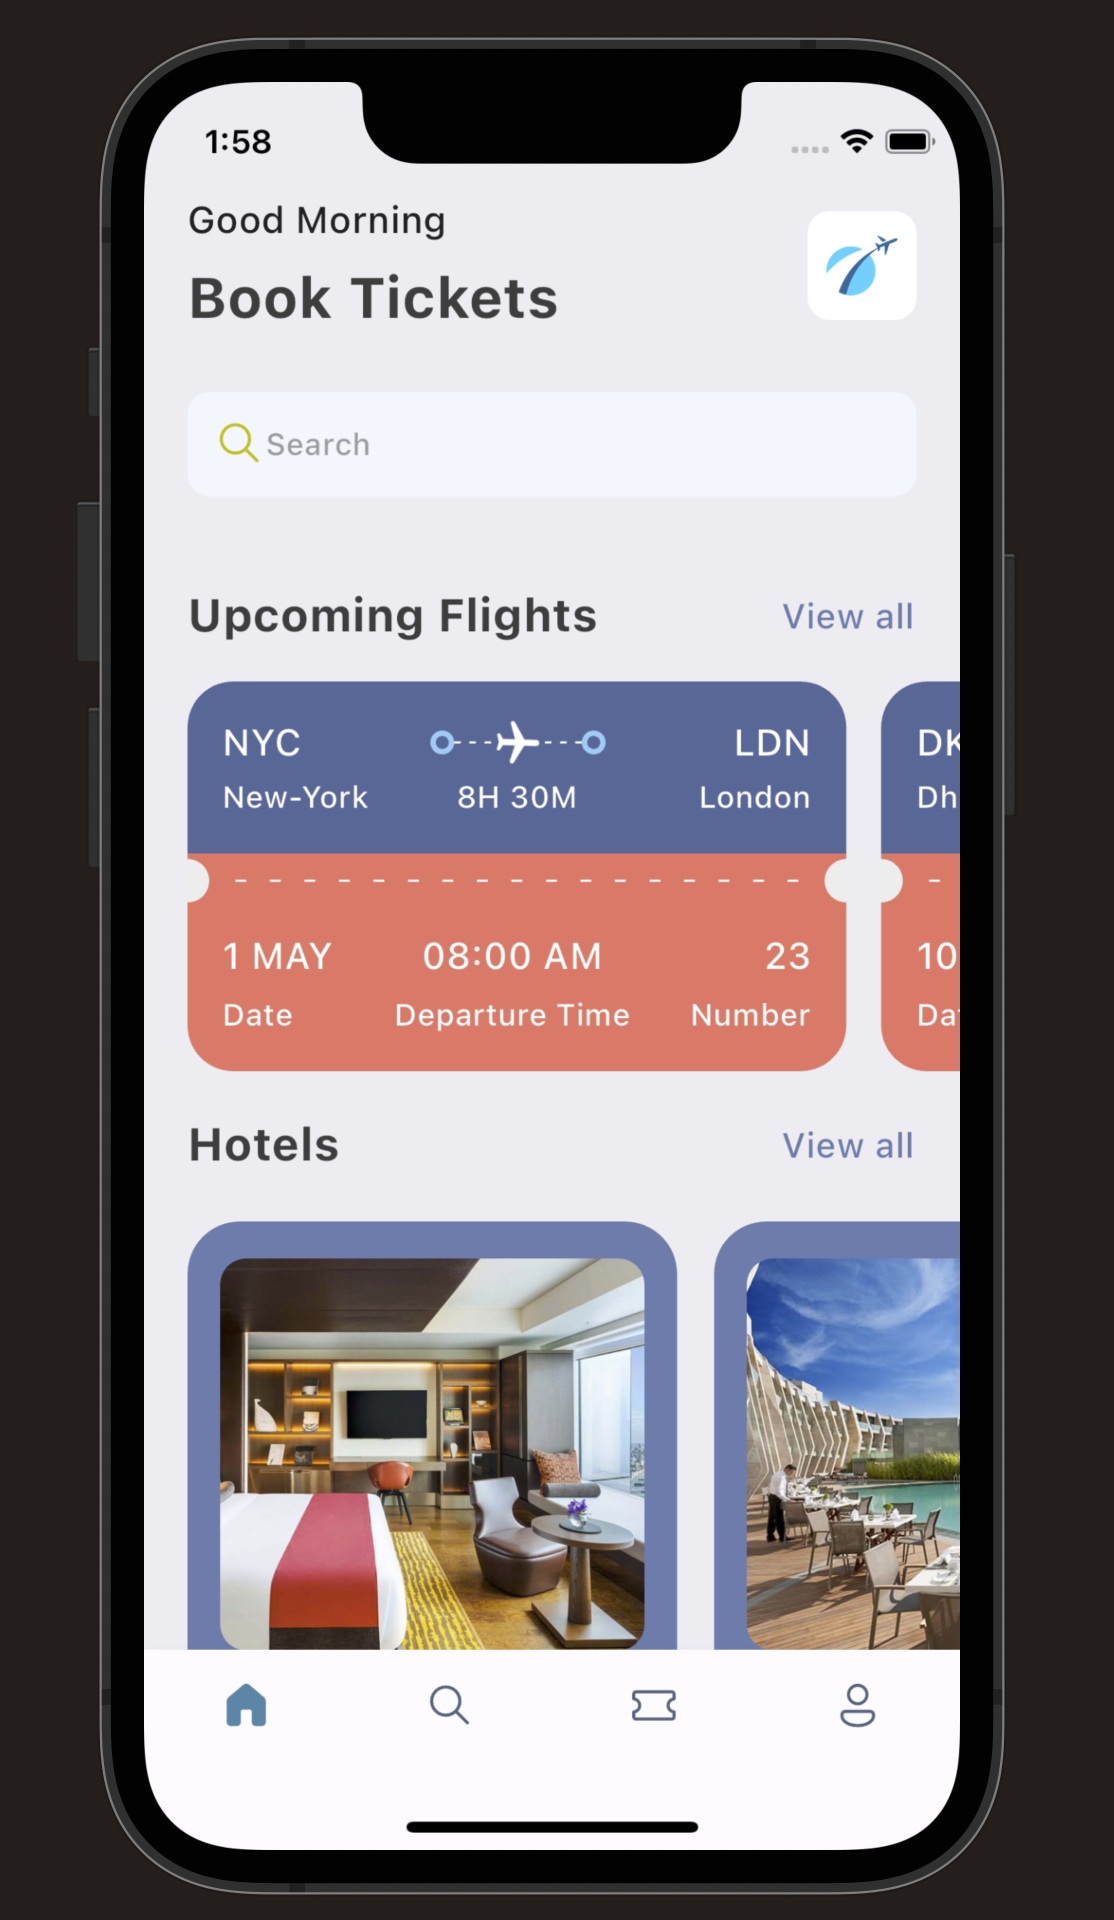 1:58
Good Morning
Book Tickets
Search
Upcoming Flights View all
NYC LDN DK
New-York 8H 30M London Dh
1 MAY 08:00 AM 23 10
Date Departure Time Number Da
Hotels View all